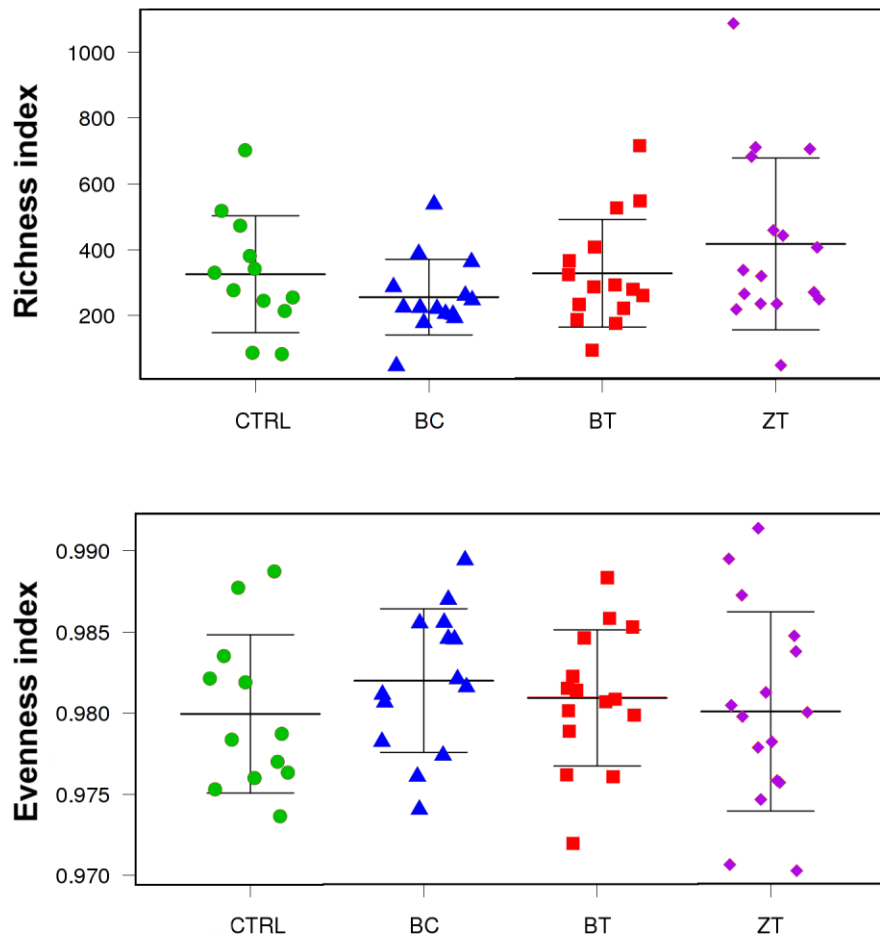 Richness index
1000
800
600
400
200
CTRL BC BT ZT
Evenness index
0.990
0.985
0.980
0.975
0.970
CTRL BC BT ZT